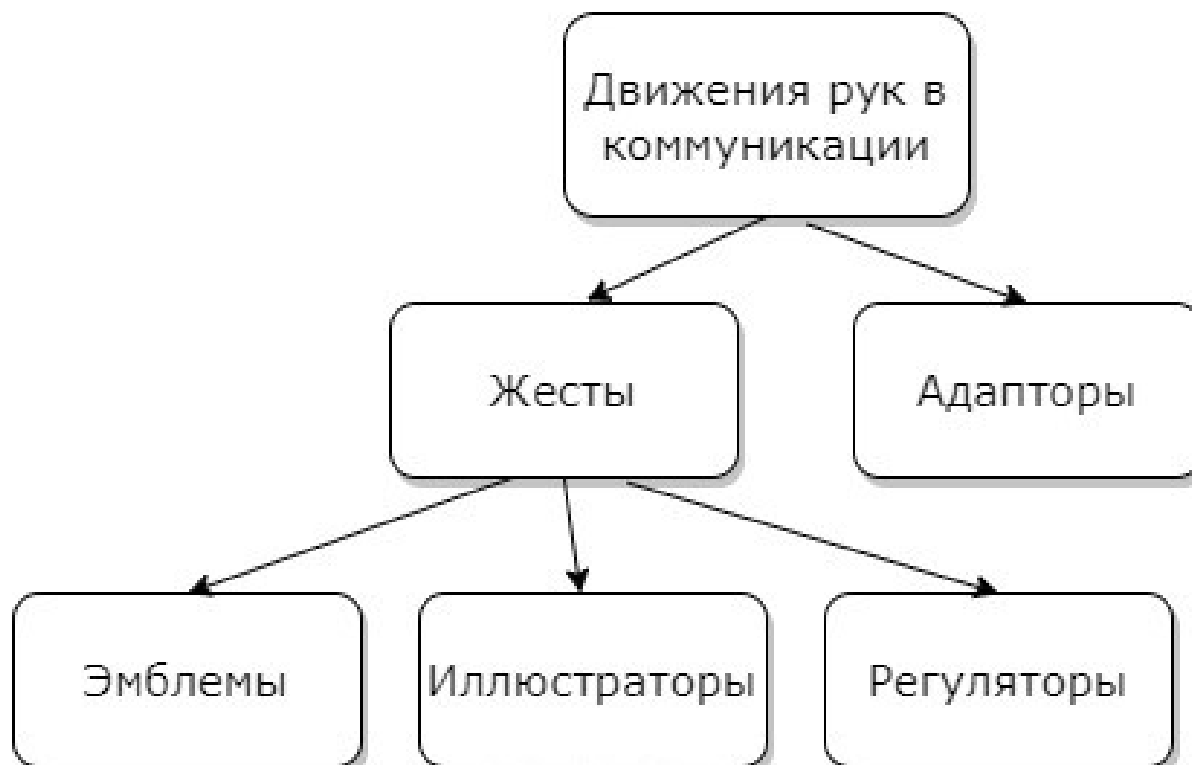 Движения рук в
коммуникации
Жесты
Адапторы
Эмблемы
Иллюстраторы
Регуляторы